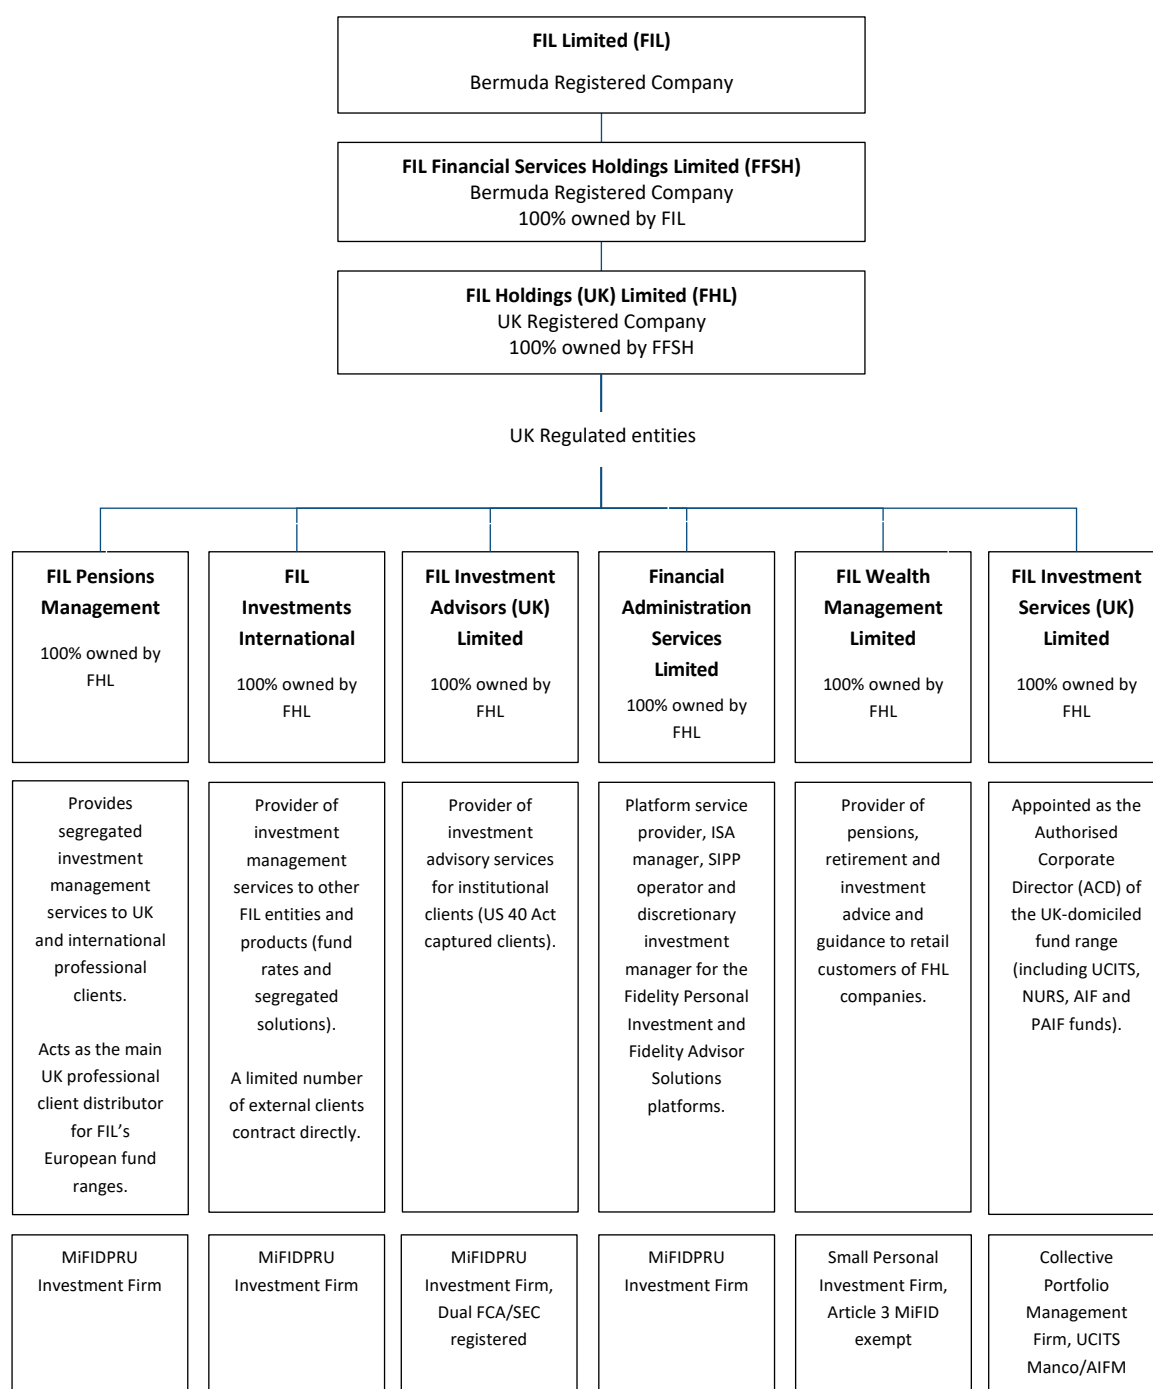 FIL Limited (FIL)
Bermuda Registered Company
FIL Financial Services Holdings Limited (FFSH)
Bermuda Registered Company
100% owned by FIL
FIL Holdings (UK) Limited (FHL)
UK Registered Company
100% owned by FFSH
UK Regulated entities
FIL Pensions
Management
100% owned by
FHL
FIL
Investments
International
100% owned by
FHL
FIL Investment
Advisors (UK)
Limited
100% owned by
FHL
Financial
Administration
Services
Limited
100% owned by
FHL
FIL Wealth
Management
Limited
100% owned by
FHL
FIL Investment
Services (UK)
Limited
100% owned by
FHL
Provides
segregated
investment
management
services to UK
and international
professional
clients.
Acts as the main
UK professional
client distributor
for FIL’s
European fund
ranges.
Provider of
investment
management
services to other
FIL entities and
products (fund
rates and
segregated
solutions).
A limited number
of external clients
contract directly.
Provider of
investment
advisory services
for institutional
clients (US 40 Act
captured clients).
Platform service
provider, ISA
manager, SIPP
operator and
discretionary
investment
manager for the
Fidelity Personal
Investment and
Fidelity Advisor
Solutions
platforms.
Provider of
pensions,
retirement and
investment
advice and
guidance to retail
customers of FHL
companies.
Appointed as the
Authorised
Corporate
Director (ACD) of
the UK-domiciled
fund range
(including UCITS,
NURS, AIF and
PAIF funds).
MiFIDPRU
Investment Firm
MiFIDPRU
Investment Firm
MiFIDPRU
Investment Firm,
Dual FCA/SEC
registered
MiFIDPRU
Investment Firm
Small Personal
Investment Firm,
Article 3 MiFID
exempt
Collective
Portfolio
Management
Firm, UCITS
Manco/AIFM